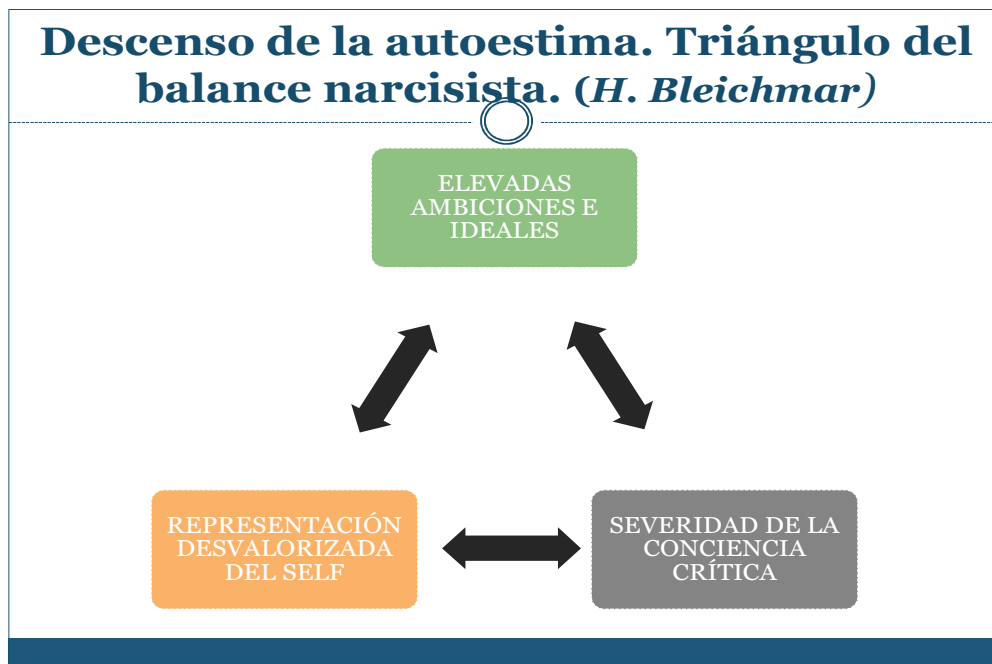 Descenso de la autoestima. Triángulo del
balance narcisista. (H. Bleichmar)
ELEVADAS
AMBICIONES E
IDEALES
REPRESENTACIÓN
DESVALORIZADA
DEL SELF
SEVERIDAD DE LA
CONCIENCIA
CRÍTICA